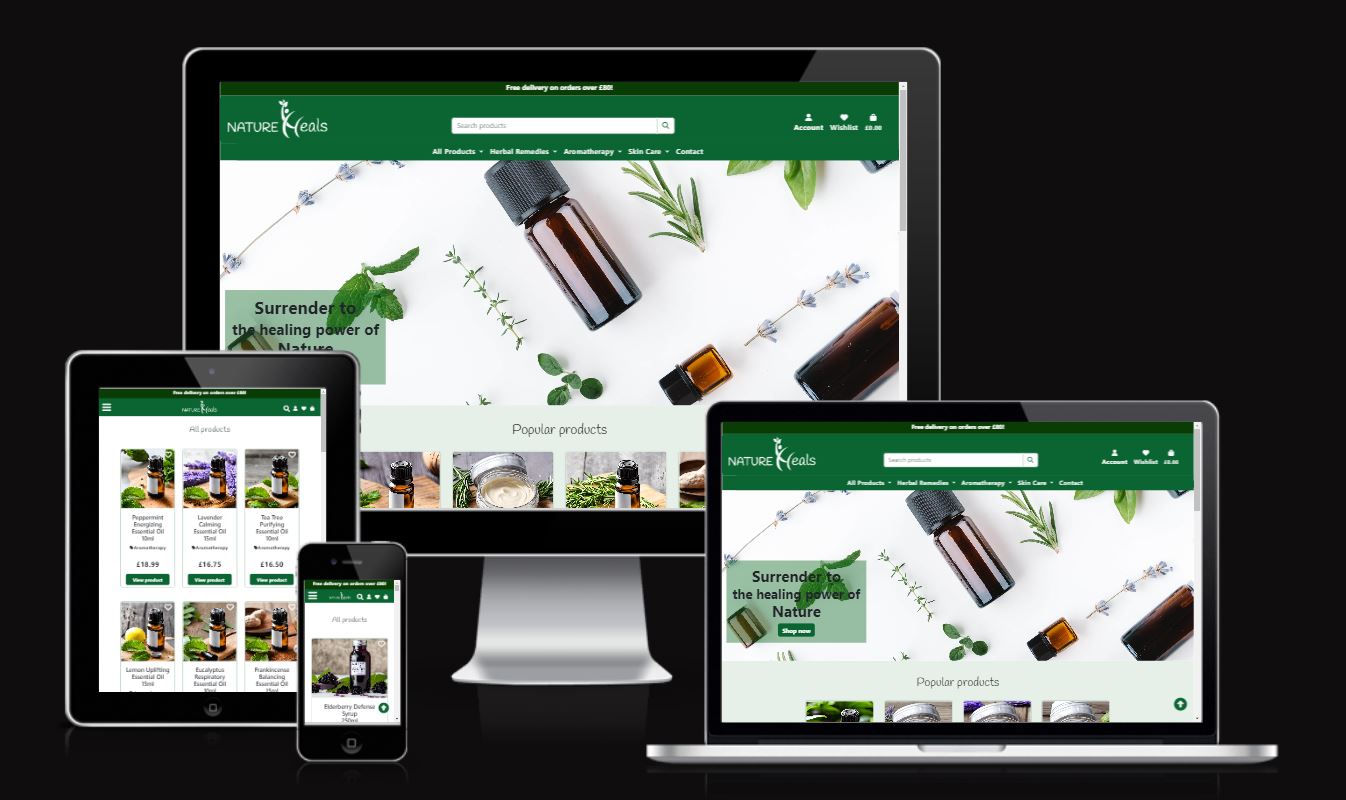 Free delivery on orders over £80!
NATURE Heals
Search products
Account Wishlist £0.00
All Products Herbal Remedies Aromatherapy Skin Care Contact
Surrender to
the healing power of
Nature
Popular products
Free delivery on orders over £80!
NATURE Heals
All products
Peppermint
Energizing
Essential Oil
10ml
Aromatherapy
£18.99
View product
Lavender
Calming
Essential Oil
15ml
Aromatherapy
£16.75
View product
Tea Tree
Purifying
Essential Oil
10ml
Aromatherapy
£16.50
View product
Lemon Uplifting
Essential Oil
15ml
Eucalyptus
Respiratory
Essential Oil
10ml
Frankincense
Balancing
Essential Oil
15ml
Free delivery on orders over £80!
NATURE Heals
All products
Elderberry Defense
Syrup
250ml
Free delivery on orders over £80!
NATURE Heals
Search products
Account Wishlist £0.00
All Products Herbal Remedies Aromatherapy Skin Care Contact
Surrender to
the healing power of
Nature
Shop now
Popular products